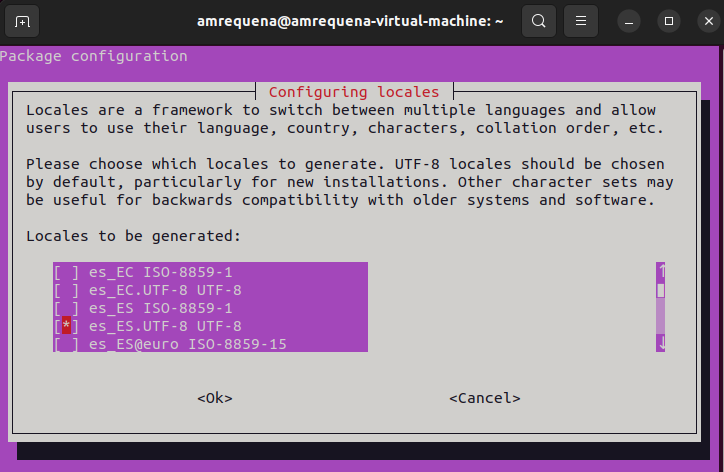 amrequena@amrequena-virtual-machine: ~
Package configuration
Configuring locales
Locales are a framework to switch between multiple languages and allow
users to use their language, country, characters, collation order, etc.
Please choose which locales to generate. UTF-8 locales should be chosen
by default, particularly for new installations. Other character sets may
be useful for backwards compatibility with older systems and software.
Locales to be generated:
[ ] es_EC ISO-8859-1
[ ] es_EC.UTF-8 UTF-8
[ ] es_ES ISO-8859-1
[*] es_ES.UTF-8 UTF-8
[ ] es_ES@euro ISO-8859-15
<Ok> <Cancel>